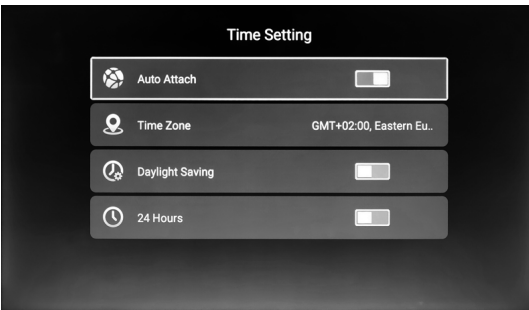 Time Setting
Auto Attach
Time Zone GMT+02:00, Eastern Eu..
Daylight Saving
24 Hours